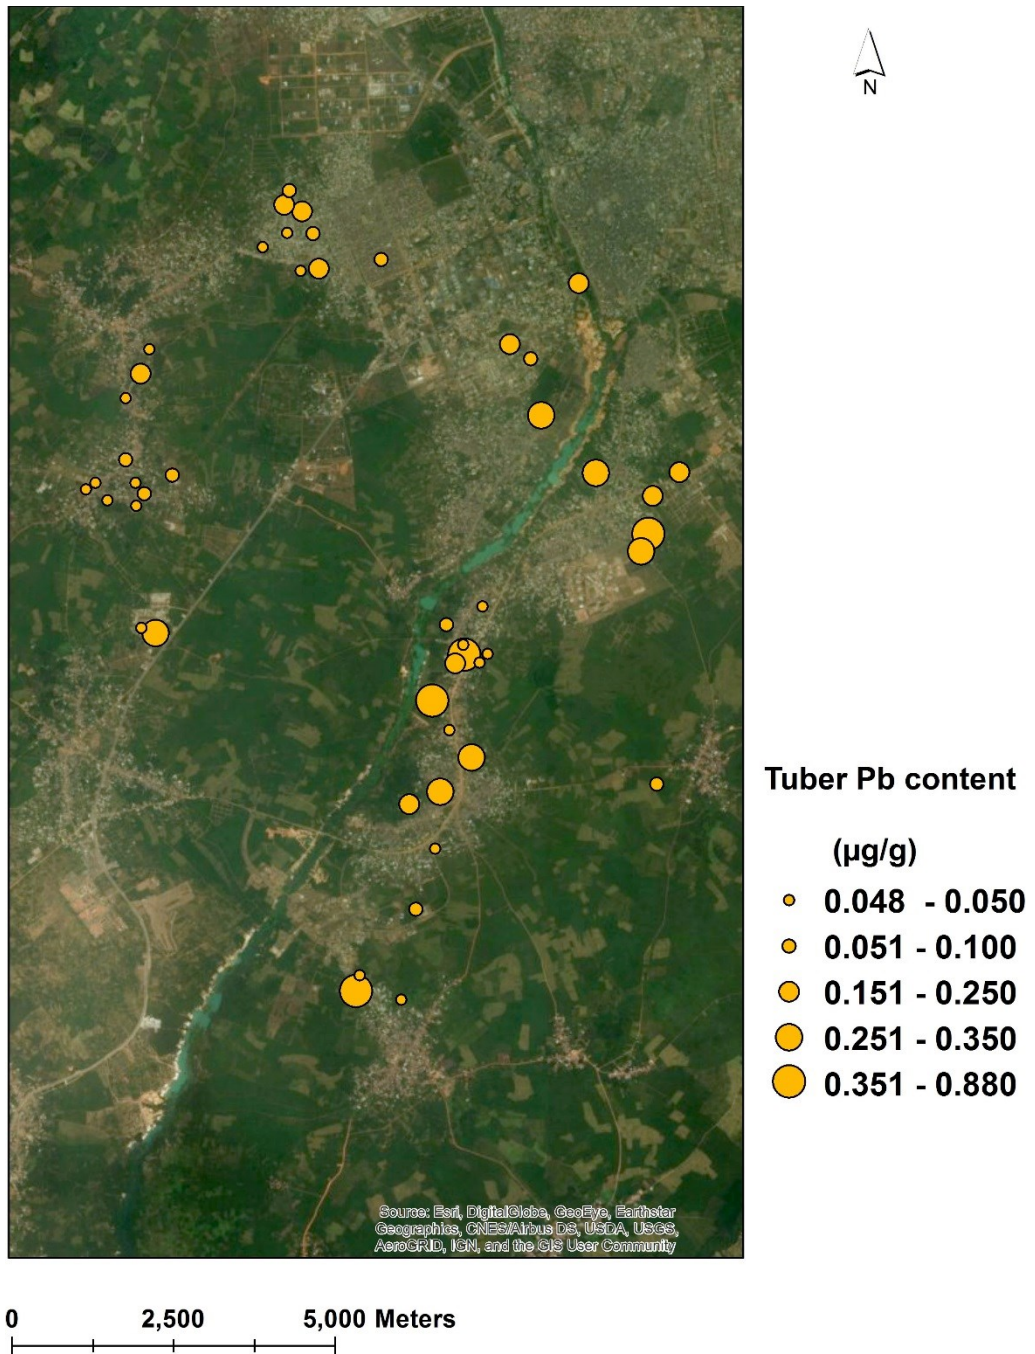 N
Tuber Pb content
(µg/g)
0.048 - 0.050
0.051 - 0.100
0.151 - 0.250
0.251 - 0.350
0.351 - 0.880
Source: Esri, DigitalGlobe, GeoEye, Earthstar
Geographics, CNES/Airbus DS, USDA, USGS,
AeroGRID, IGN, and the GIS User Community
0 2,500 5,000 Meters